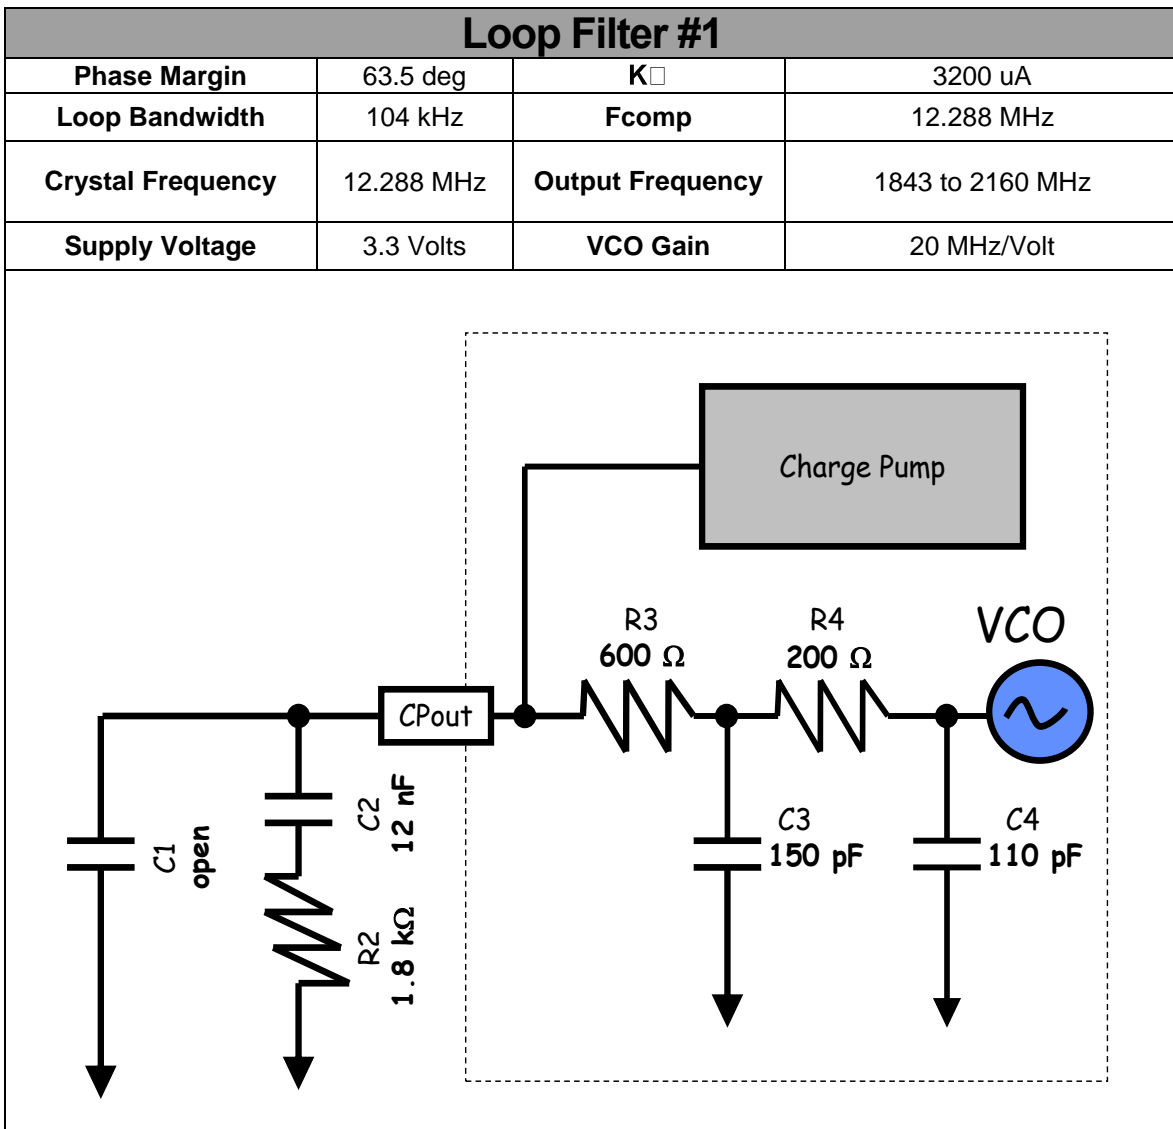 Loop Filter #1
Phase Margin 63.5 deg K□ 3200 uA
Loop Bandwidth 104 kHz Fcomp 12.288 MHz
Crystal Frequency 12.288 MHz Output Frequency 1843 to 2160 MHz
Supply Voltage 3.3 Volts VCO Gain 20 MHz/Volt
Charge Pump
R3
600 Ω
R4
200 Ω
VCO
CPout
C1
open
C2
12 nF
R2
1.8 kΩ
C3
150 pF
C4
110 pF